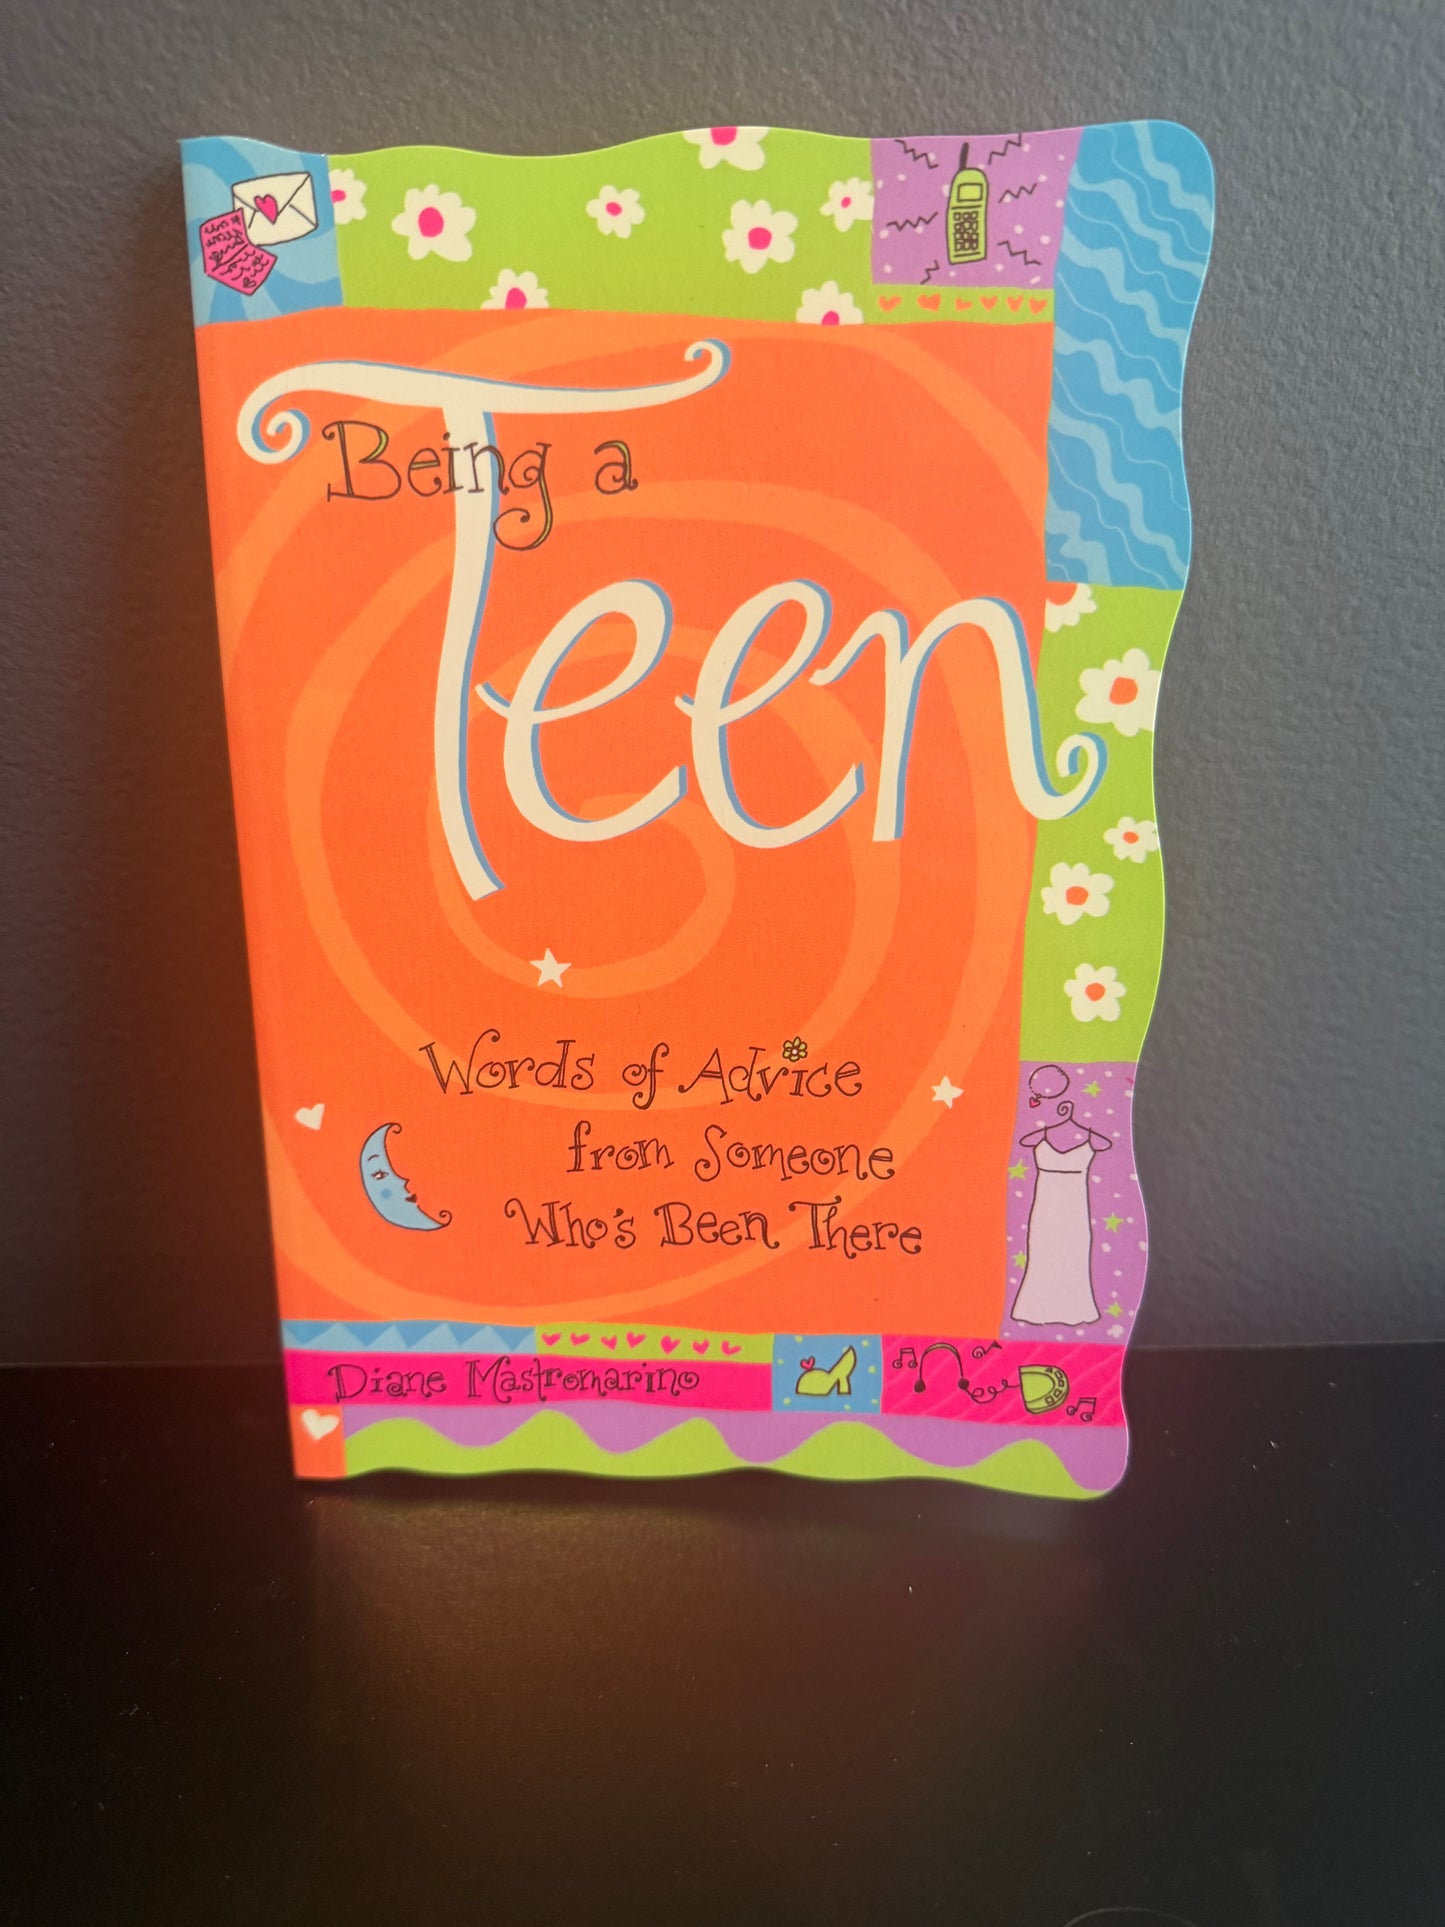 Being a
Teen
Words of Advice
from Someone
Who's Been There
Diane Mastromarino